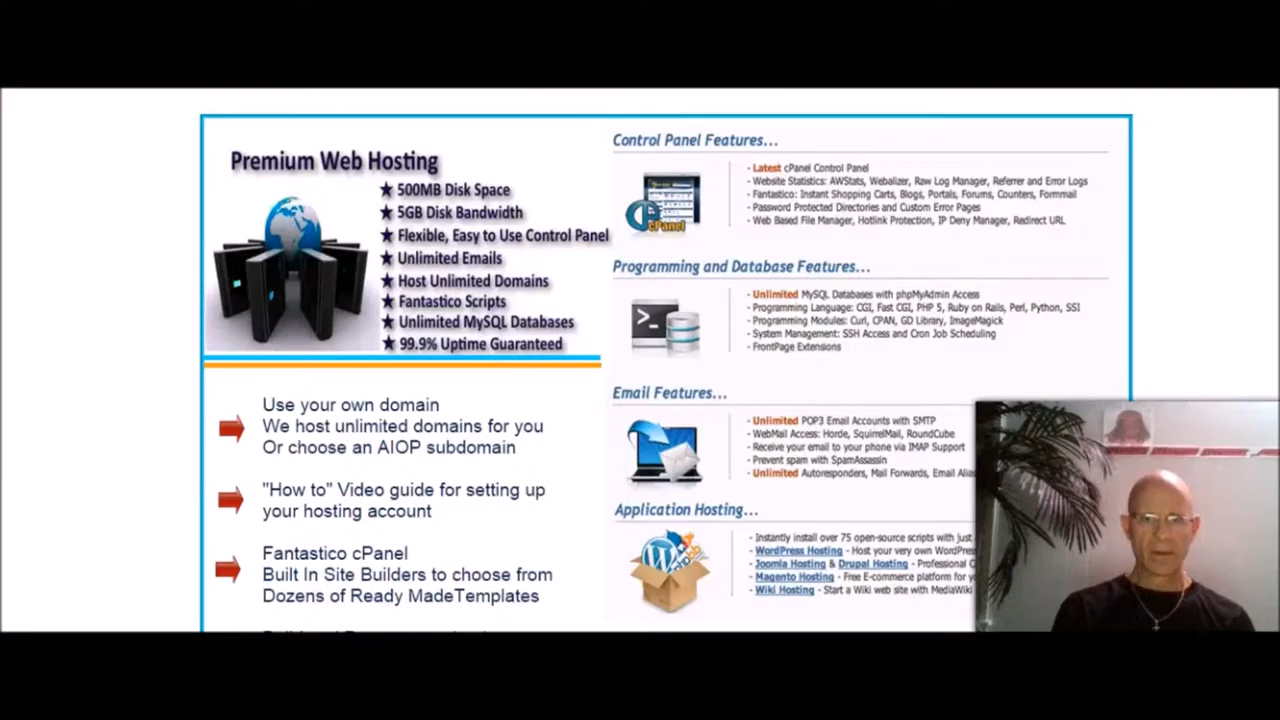 Premium Web Hosting
★ 500MB Disk Space
★ 5GB Disk Bandwidth
★ Flexible, Easy to Use Control Panel
★ Unlimited Emails
★ Host Unlimited Domains
★ Fantastico Scripts
★ Unlimited MySQL Databases
★ 99.9% Uptime Guaranteed
Use your own domain
We host unlimited domains for you
Or choose an AIOP subdomain
"How to" Video guide for setting up
your hosting account
Fantastico cPanel
Built In Site Builders to choose from
Dozens of Ready MadeTemplates
Control Panel Features...
cPanel
- Latest cPanel Control Panel
- Website Statistics: AWStats, Webalizer, Raw Log Manager, Referrer and Error Logs
- Fantastico: Instant Shopping Carts, Blogs, Portals, Forums, Counters, Formmail
- Password Protected Directories and Custom Error Pages
- Web Based File Manager, Hotlink Protection, IP Deny Manager, Redirect URL
Programming and Database Features...
- Unlimited MySQL Databases with phpMyAdmin Access
- Programming Language: CGI, Fast CGI, PHP 5, Ruby on Rails, Perl, Python, SSI
- Programming Modules: Curl, CPAN, GD Library, ImageMagick
- System Management: SSH Access and Cron Job Scheduling
- FrontPage Extensions
Email Features...
- Unlimited POP3 Email Accounts with SMTP
- WebMail Access: Horde, SquirrelMail, RoundCube
- Receive your email to your phone via IMAP Support
- Prevent spam with SpamAssassin
- Unlimited Autoresponders, Mail Forwards, Email Alias
Application Hosting...
- Instantly install over 75 open-source scripts with just
- WordPress Hosting - Host your very own WordPres
- Joomla Hosting & Drupal Hosting - Professional C
- Magento Hosting - Free E-commerce platform for y
- Wiki Hosting - Start a Wiki web site with MediaWiki